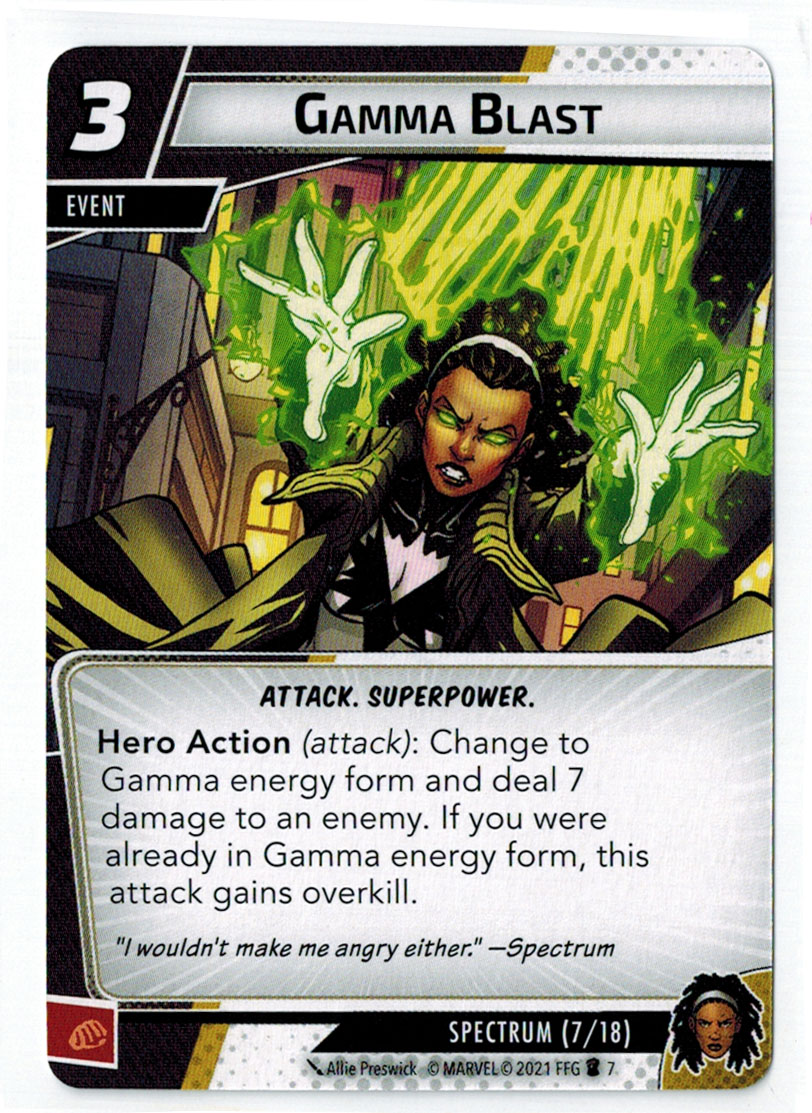 3
GAMMA BLAST
EVENT
ATTACK. SUPERPOWER.
Hero Action (attack): Change to
Gamma energy form and deal 7
damage to an enemy. If you were
already in Gamma energy form, this
attack gains overkill.
"I wouldn't make me angry either." —Spectrum
SPECTRUM (7/18)
Allie Preswick © MARVEL © 2021 FFG 7